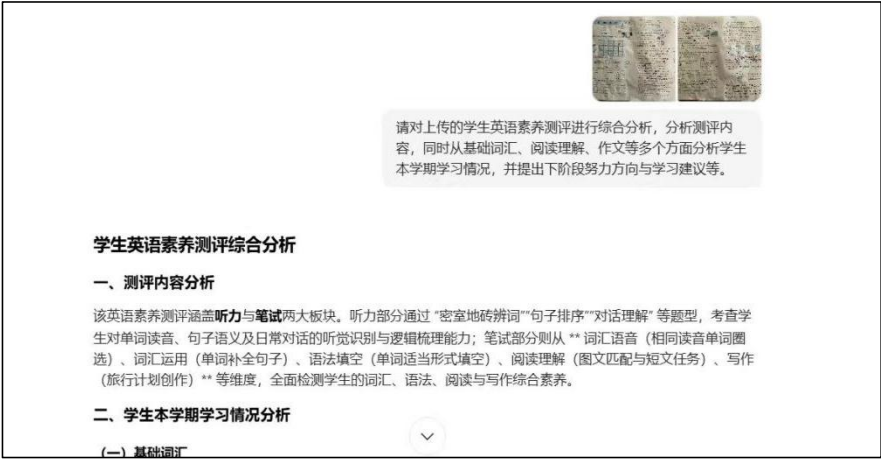 请对上传的学生英语素养测评进行综合分析，分析测评内
容，同时从基础词汇、阅读理解、作文等多个方面分析学生
本学期学习情况，并提出下阶段努力方向与学习建议等。
学生英语素养测评综合分析
一、测评内容分析
该英语素养测评涵盖听力与笔试两大板块。听力部分通过 “密室地砖辨词”“句子排序”“对话理解” 等题型，考查学
生对单词读音、句子语义及日常对话的听觉识别与逻辑梳理能力；笔试部分则从 ** 词汇语音（相同读音单词圈
选）、词汇运用（单词补全句子）、语法填空（单词适当形式填空）、阅读理解（图文匹配与短文任务）、写作
（旅行计划创作）** 等维度，全面检测学生的词汇、语法、阅读与写作综合素养。
二、学生本学期学习情况分析
（一）基础词汇